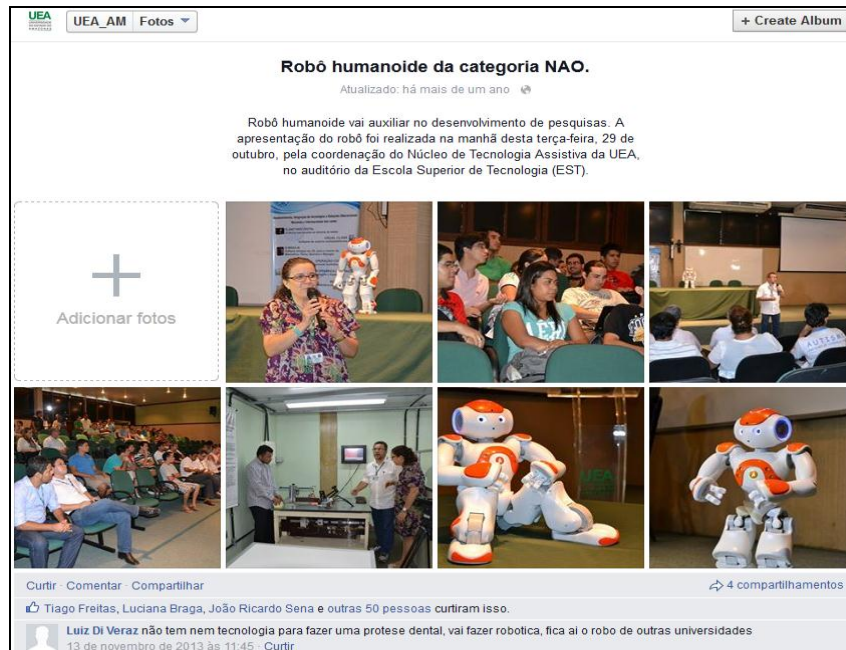 UEA
UEA_AM Fotos
+ Create Album
Robô humanoide da categoria NAO.
Atualizado: há mais de um ano
Robô humanoide vai auxiliar no desenvolvimento de pesquisas. A
apresentação do robô foi realizada na manhã desta terça-feira, 29 de
outubro, pela coordenação do Núcleo de Tecnologia Assistiva da UEA,
no auditório da Escola Superior de Tecnologia (EST).
Adicionar fotos
UEA
Curtir · Comentar · Compartilhar
4 compartilhamentos
Tiago Freitas, Luciana Braga, João Ricardo Sena e outras 50 pessoas curtiram isso.
Luiz Di Veraz não tem nem tecnologia para fazer uma protese dental, vai fazer robotica, fica ai o robo de outras universidades
13 de novembro de 2013 às 11:45 · Curtir